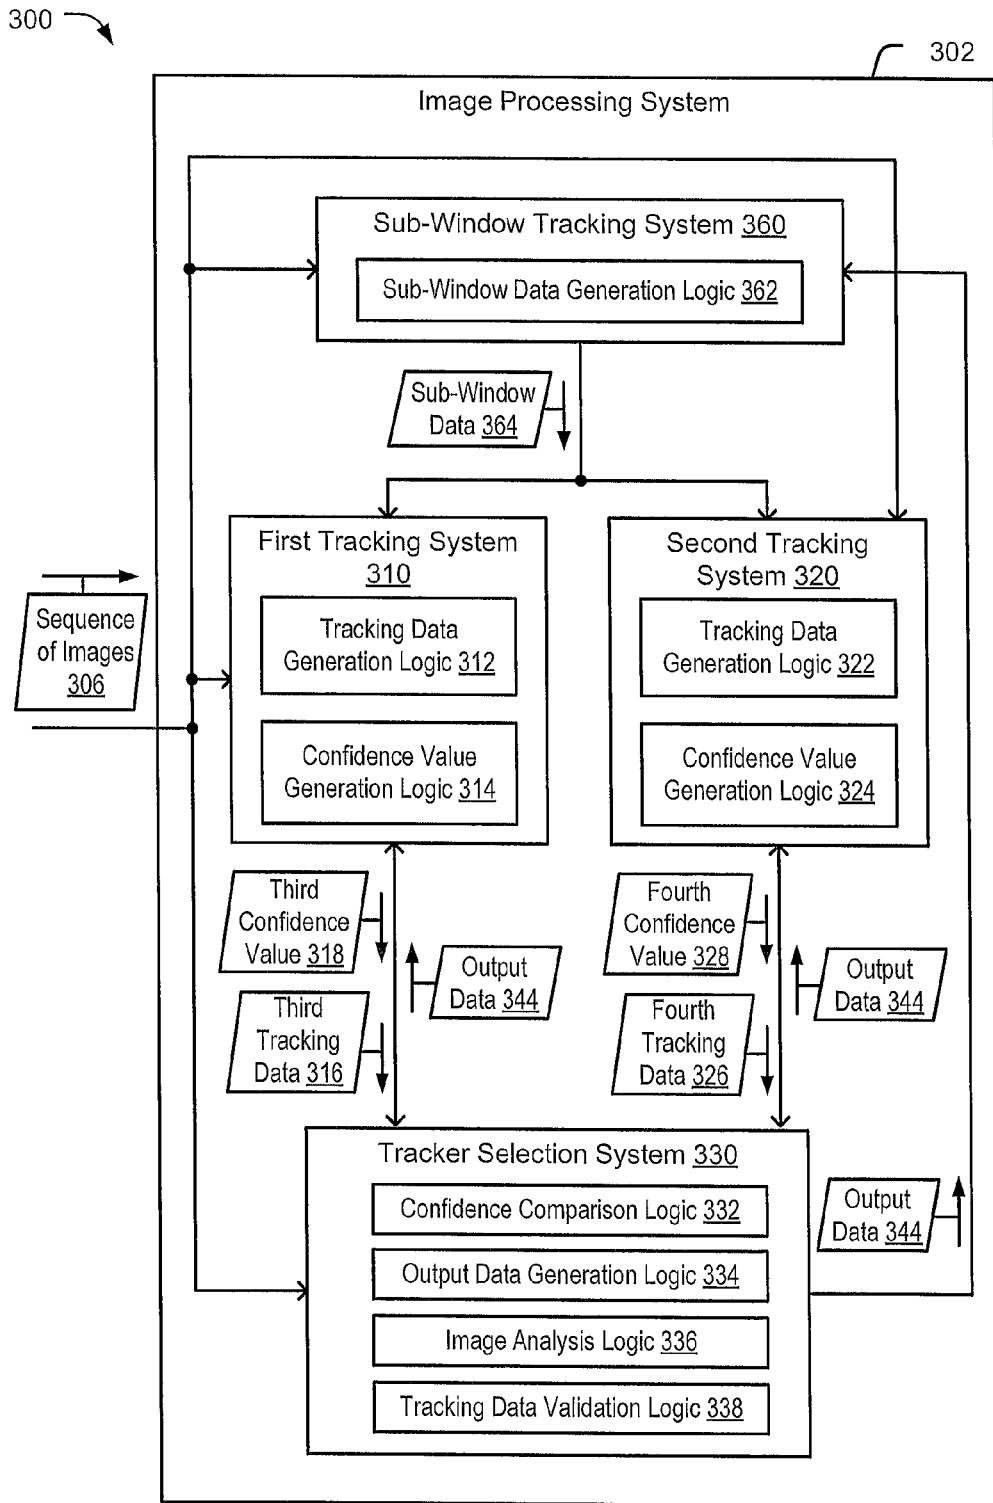 300
302
Image Processing System
Sub-Window Tracking System 360
Sub-Window Data Generation Logic 362
Sub-Window
Data 364
First Tracking System
310
Tracking Data
Generation Logic 312
Confidence Value
Generation Logic 314
Second Tracking
System 320
Tracking Data
Generation Logic 322
Confidence Value
Generation Logic 324
Sequence
of Images
306
Third
Confidence
Value 318
Output
Data 344
Third
Tracking
Data 316
Fourth
Confidence
Value 328
Output
Data 344
Fourth
Tracking
Data 326
Tracker Selection System 330
Confidence Comparison Logic 332
Output Data Generation Logic 334
Image Analysis Logic 336
Tracking Data Validation Logic 338
Output
Data 344